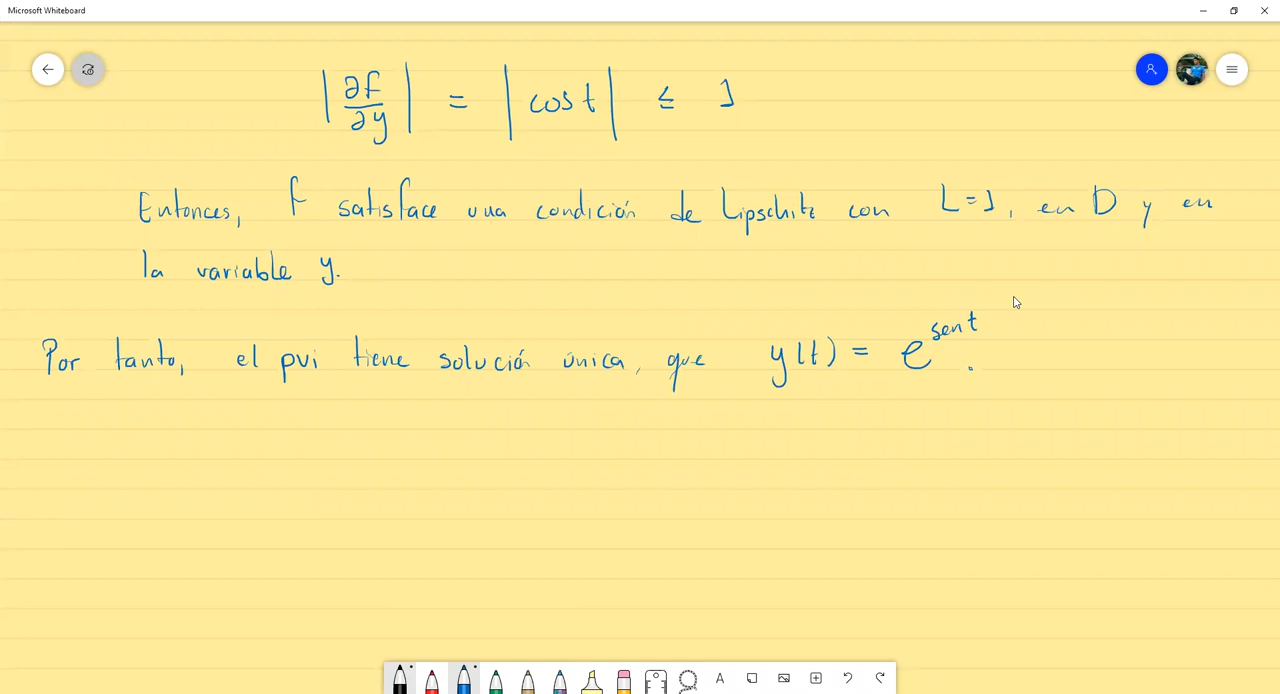 Microsoft Whiteboard
|∂f/∂y| = |cos t| ≤ 1
Entonces, f satisface una condición de Lipschitz con L=1, en D y en
la variable y.
Por tanto, el pvi tiene solución única, que y(t) = e^{sen t}.